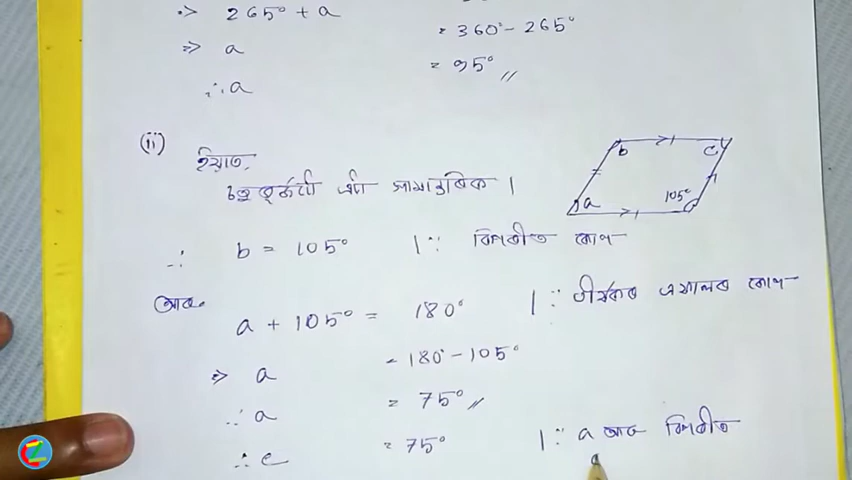 ⇒ 265° + a = 360° − 265°
⇒ a = 95° //
∴ a
(ii)
ইয়াত,
চতুৰ্ভুৰ্জটো এটা সামান্তৰিক |
b c
a 105°
∴ b = 105° | ∵ বিপৰীত কোণ
আৰু
a + 105° = 180° | ∵ তীৰ্যকৰ এফালৰ কোণ
⇒ a = 180° − 105°
∴ a = 75° //
∴ c = 75° | ∵ a আৰু বিপৰীত